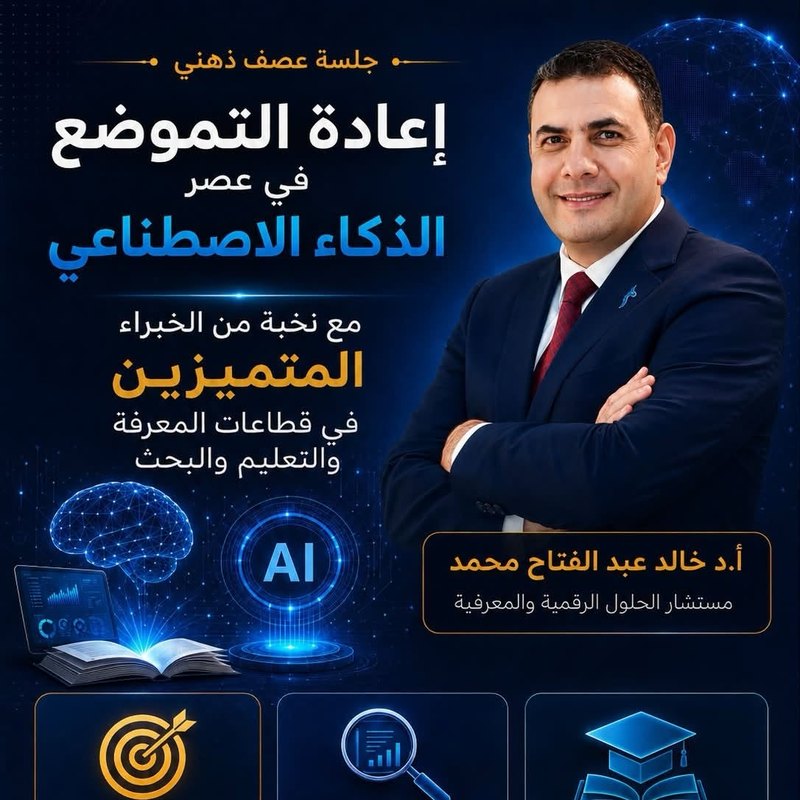 جلسة عصف ذهني
إعادة التموضع
في عصر
الذكاء الاصطناعي
مع نخبة من الخبراء
المتميزين
في قطاعات المعرفة
والتعليم والبحث
AI
أ.د خالد عبد الفتاح محمد
مستشار الحلول الرقمية والمعرفية